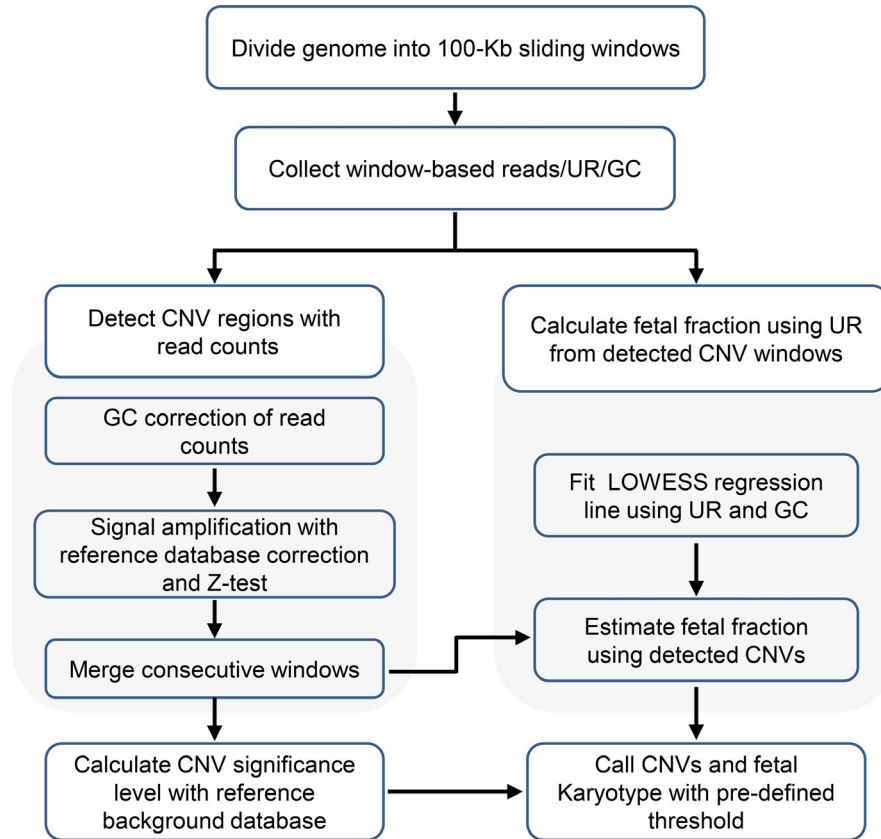 Divide genome into 100-Kb sliding windows
Collect window-based reads/UR/GC
Detect CNV regions with
read counts
GC correction of read
counts
Signal amplification with
reference database correction
and Z-test
Merge consecutive windows
Calculate CNV significance
level with reference
background database
Calculate fetal fraction using UR
from detected CNV windows
Fit LOWESS regression
line using UR and GC
Estimate fetal fraction
using detected CNVs
Call CNVs and fetal
Karyotype with pre-defined
threshold